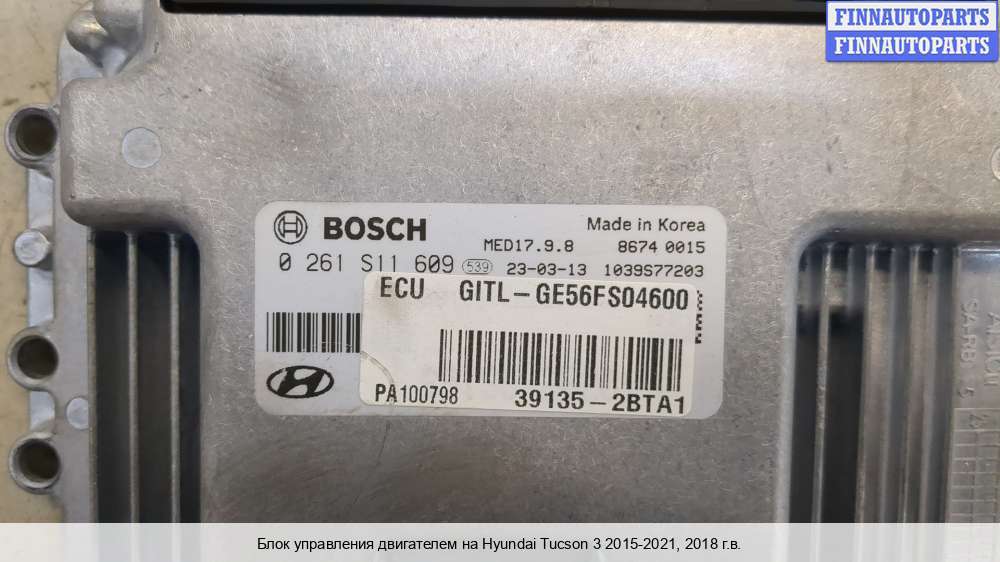 FINNAUTOPARTS
FINNAUTOPARTS
BOSCH
Made in Korea
MED17.9.8 8674 0015
0 261 S11 609 539 23-03-13 1039S77203
ECU GITL-GE56FS04600
PA100798 39135-2BTA1
Блок управления двигателем на Hyundai Tucson 3 2015-2021, 2018 г.в.